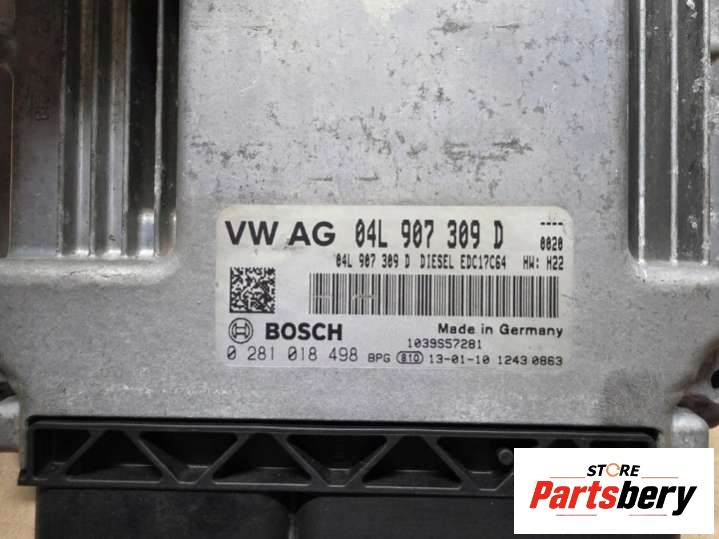 VW AG 04L 907 309 D ----
0020
04L 907 309 D DIESEL EDC17C64 HW: H22
BOSCH Made in Germany
1039S57281
0 281 018 498 BPG 810 13-01-10 1243 0863
STORE
Partsbery